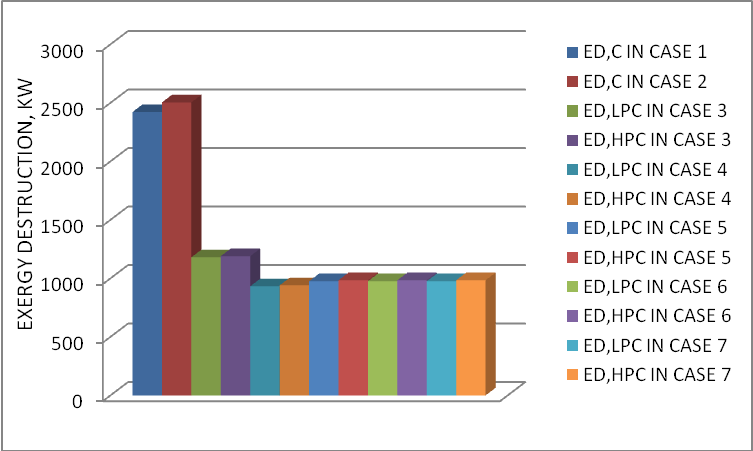 EXERGY DESTRUCTION, KW
3000
2500
2000
1500
1000
500
0
ED,C IN CASE 1
ED,C IN CASE 2
ED,LPC IN CASE 3
ED,HPC IN CASE 3
ED,LPC IN CASE 4
ED,HPC IN CASE 4
ED,LPC IN CASE 5
ED,HPC IN CASE 5
ED,LPC IN CASE 6
ED,HPC IN CASE 6
ED,LPC IN CASE 7
ED,HPC IN CASE 7